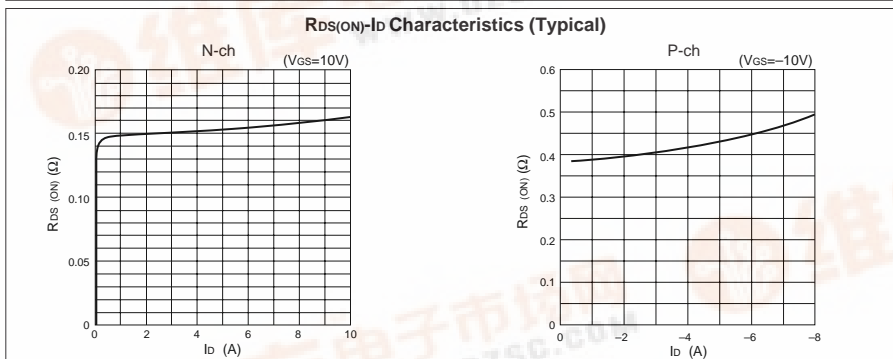 RDS(ON)-ID Characteristics (Typical)
N-ch
(VGS=10V)
0.20
0.15
0.10
0.05
0
RDS (ON) (Ω)
0 2 4 6 8 10
ID (A)
P-ch
(VGS=–10V)
0.6
0.5
0.4
0.3
0.2
0.1
0
RDS (ON) (Ω)
0 –2 –4 –6 –8
ID (A)